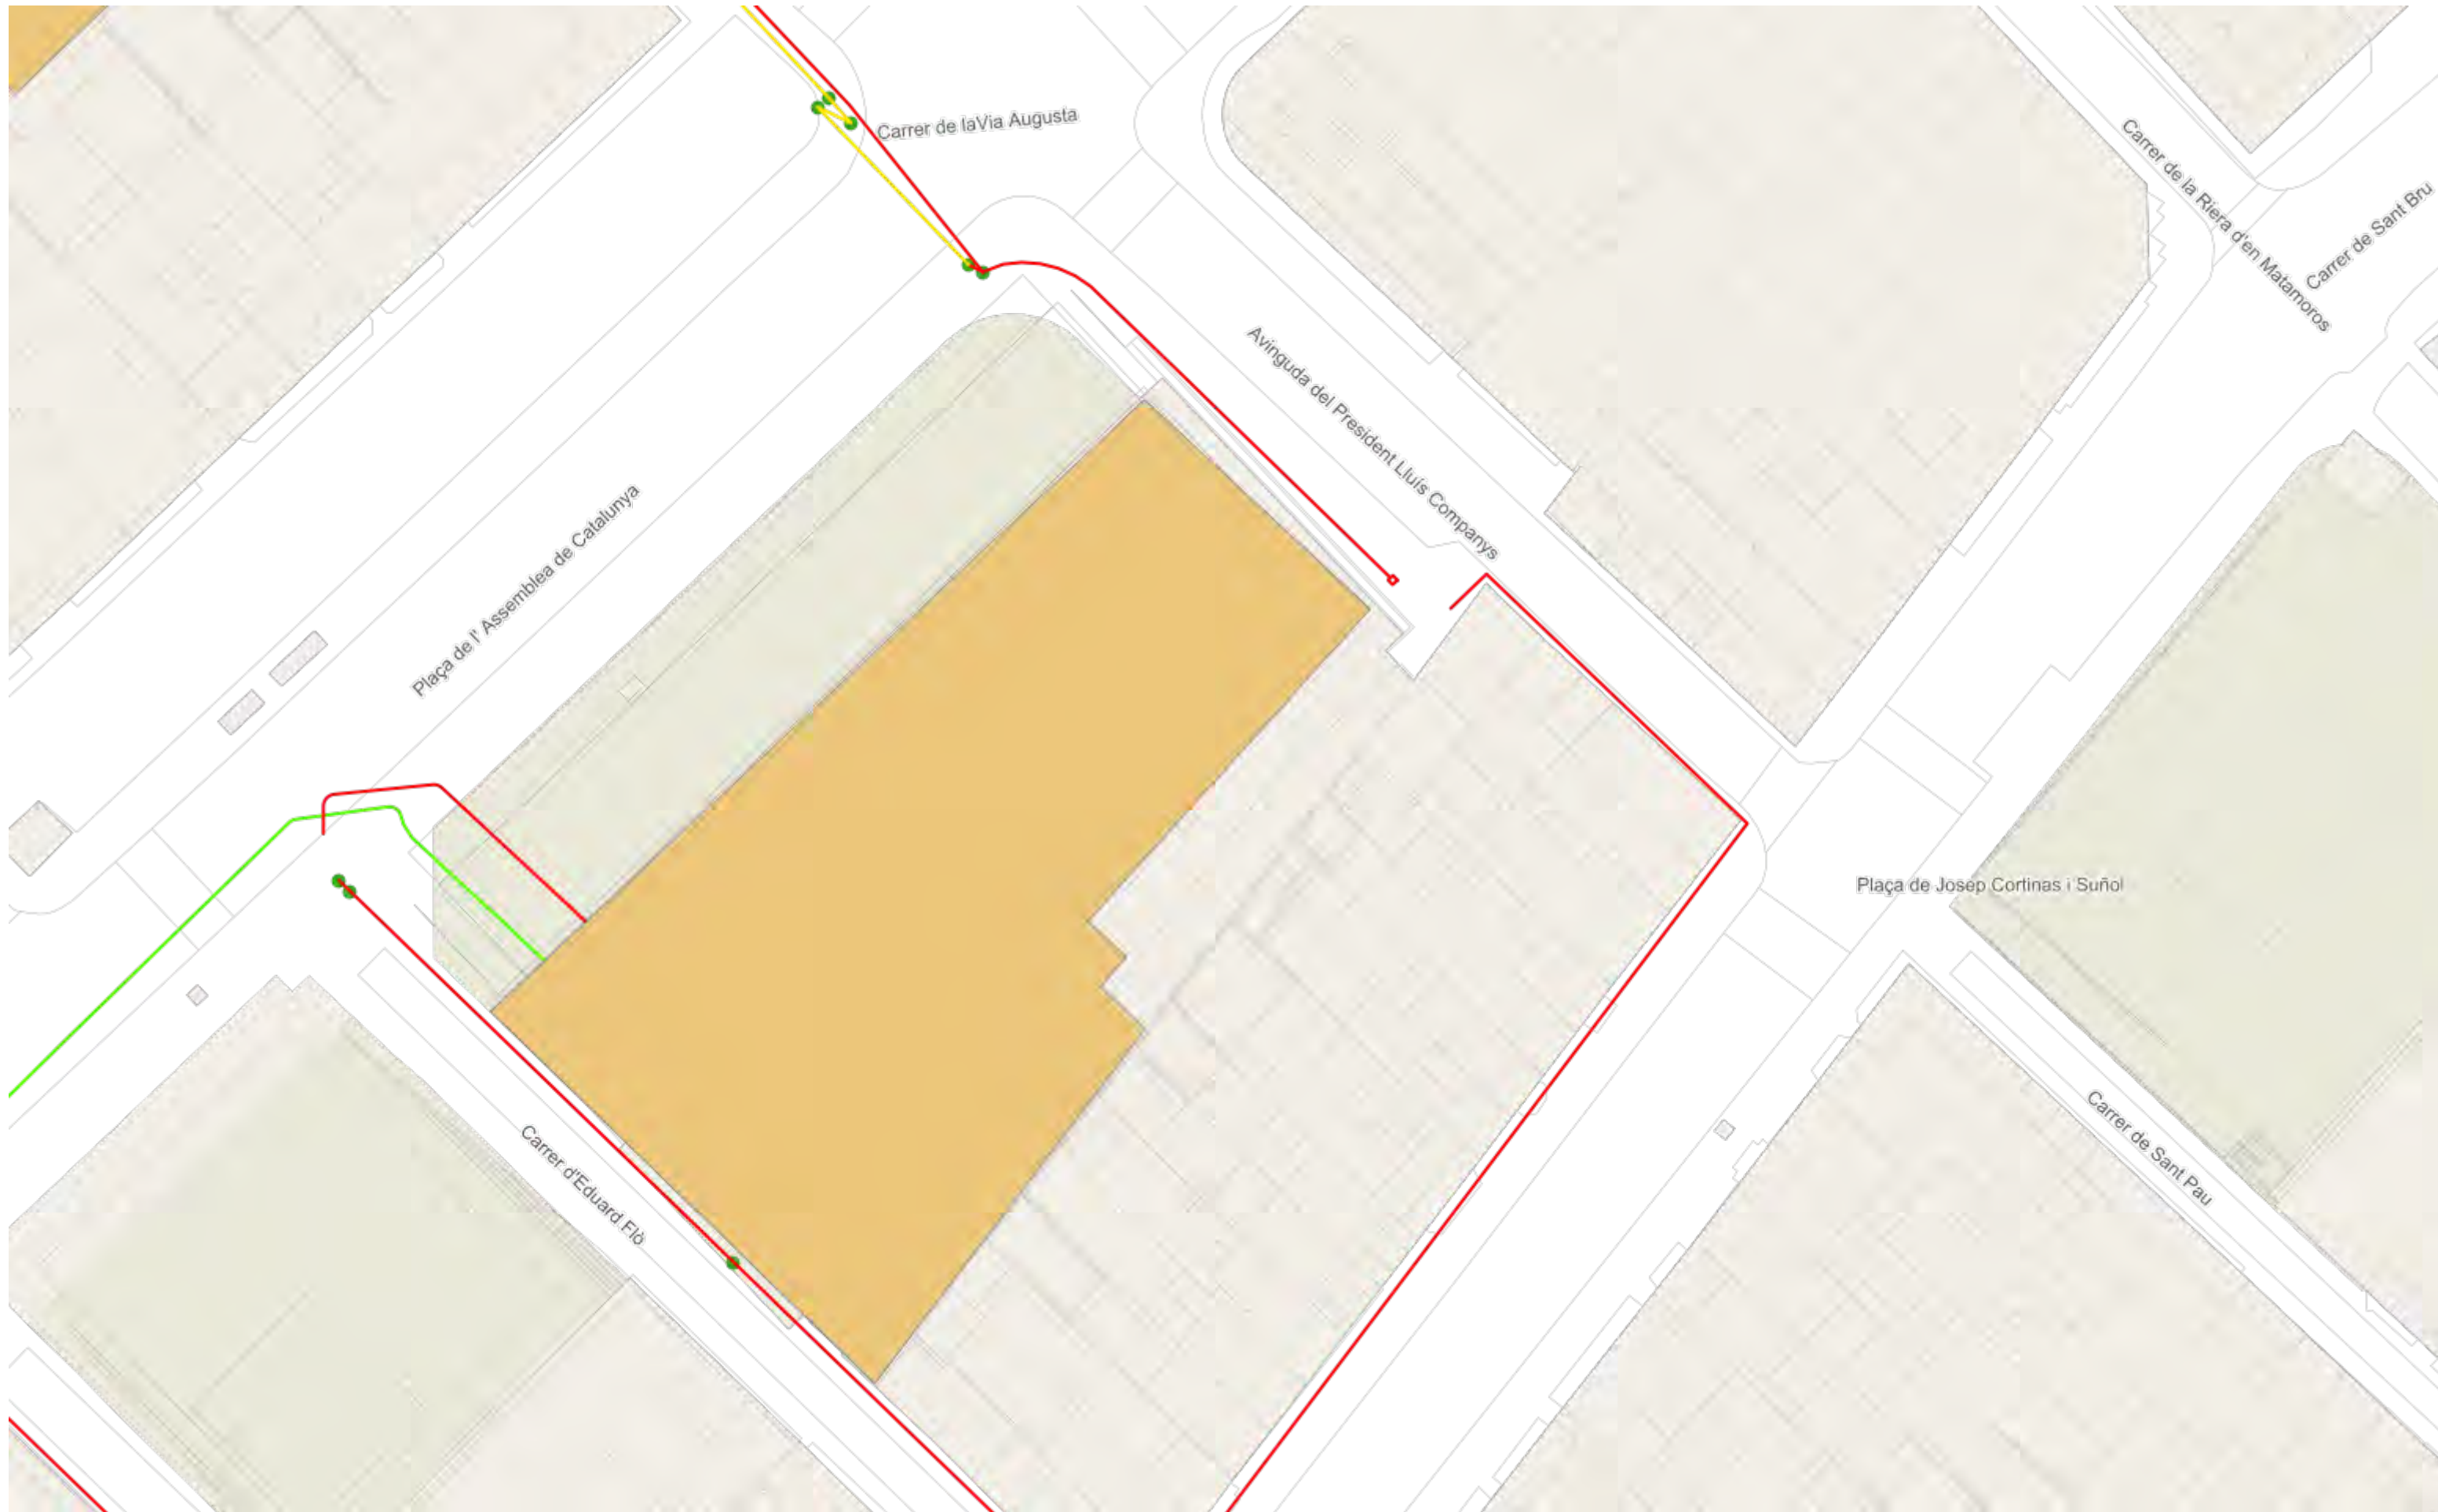 Carrer de laVia Augusta
Carrer de la Riera d'en Matamoros
Carrer de Sant Bru
Avinguda del President Lluís Companys
Plaça de l' Assemblea de Catalunya
Plaça de Josep Cortinas i Suñol
Carrer d'Eduard Flò
Carrer de Sant Pau